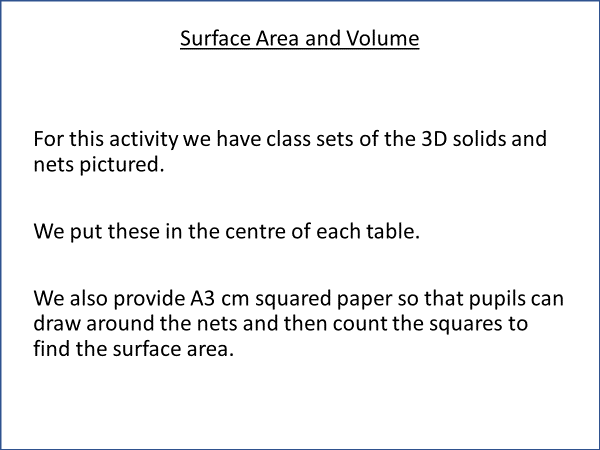 Surface Area and Volume
For this activity we have class sets of the 3D solids and
nets pictured.
We put these in the centre of each table.
We also provide A3 cm squared paper so that pupils can
draw around the nets and then count the squares to
find the surface area.